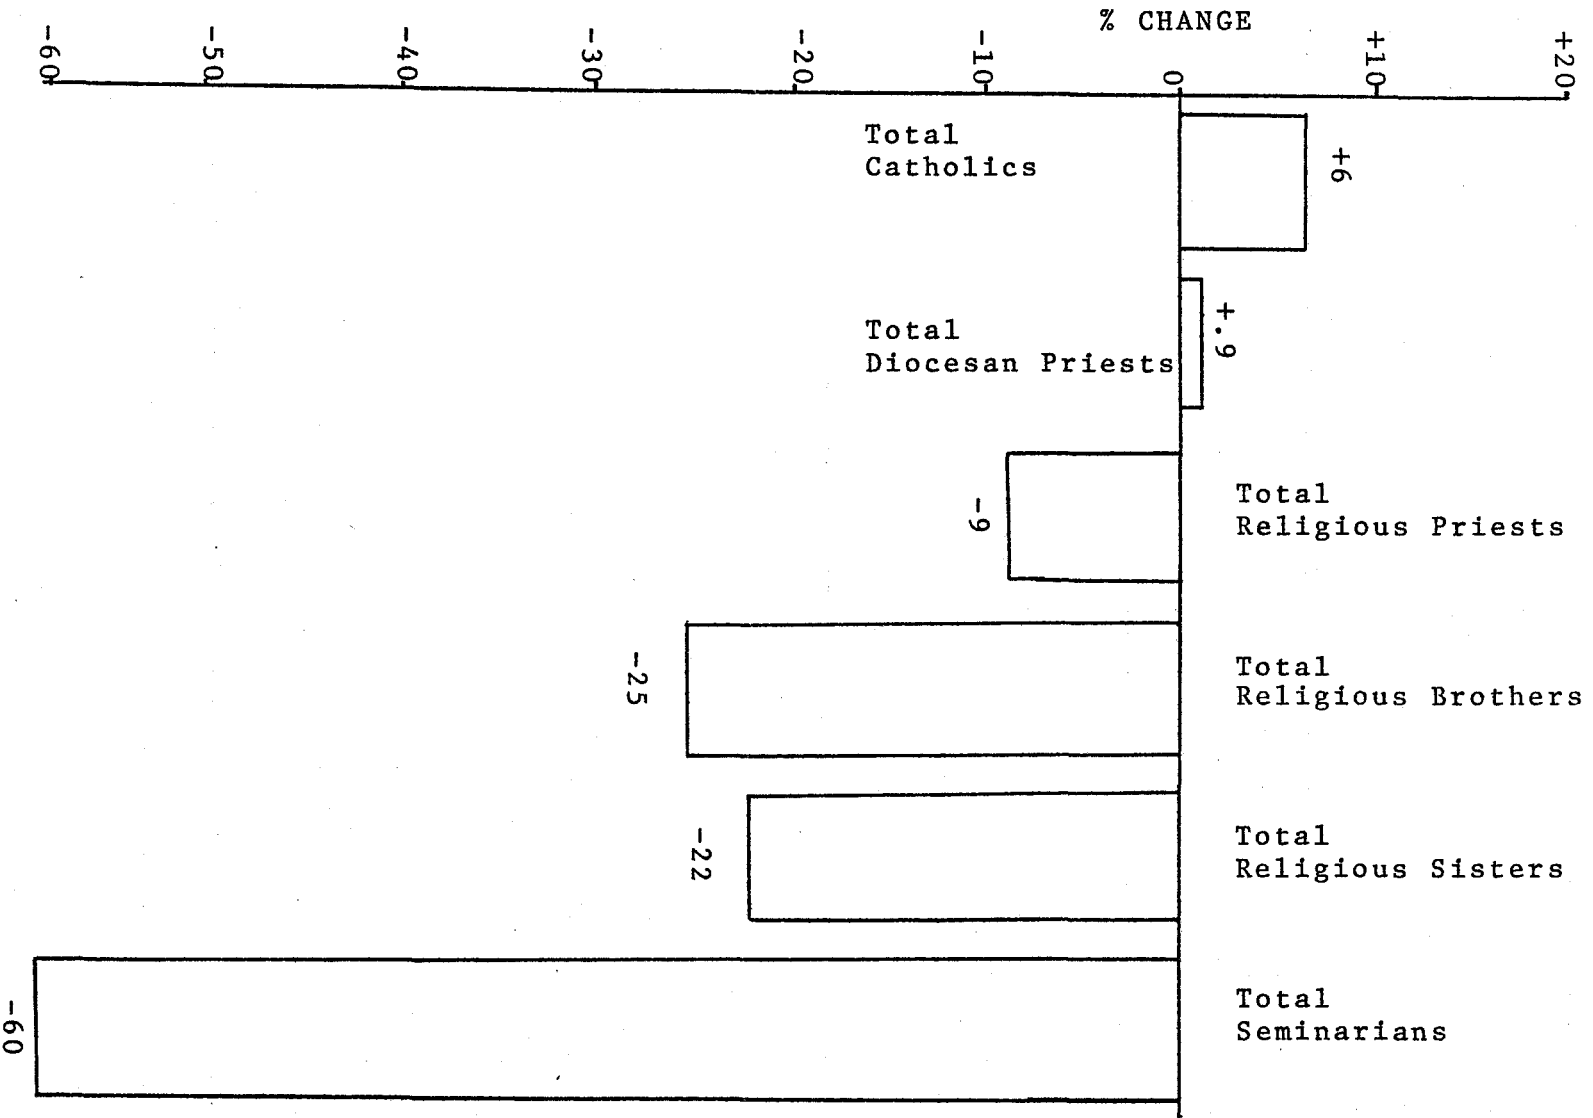 % CHANGE
-60
-50
-40
-30
-20
-10
0
+10
+20
Total
Catholics
+6
Total
Diocesan Priests
+.9
Total
Religious Priests
-9
Total
Religious Brothers
-25
Total
Religious Sisters
-22
Total
Seminarians
-60